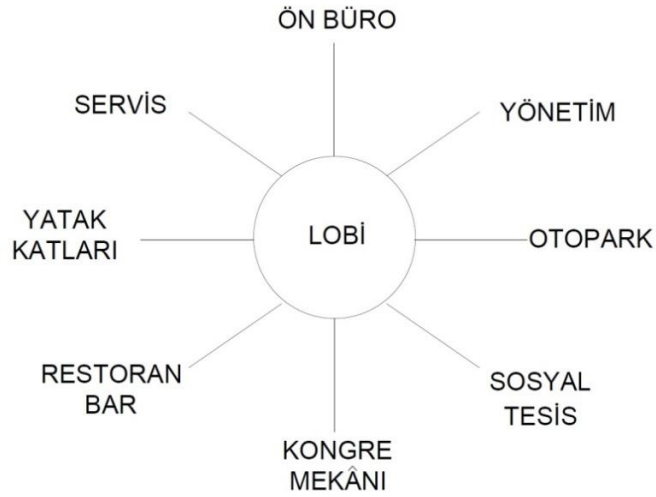 ÖN BÜRO
SERVİS
YÖNETİM
YATAK
KATLARI
LOBİ
OTOPARK
RESTORAN
BAR
SOSYAL
TESİS
KONGRE
MEKÂNI